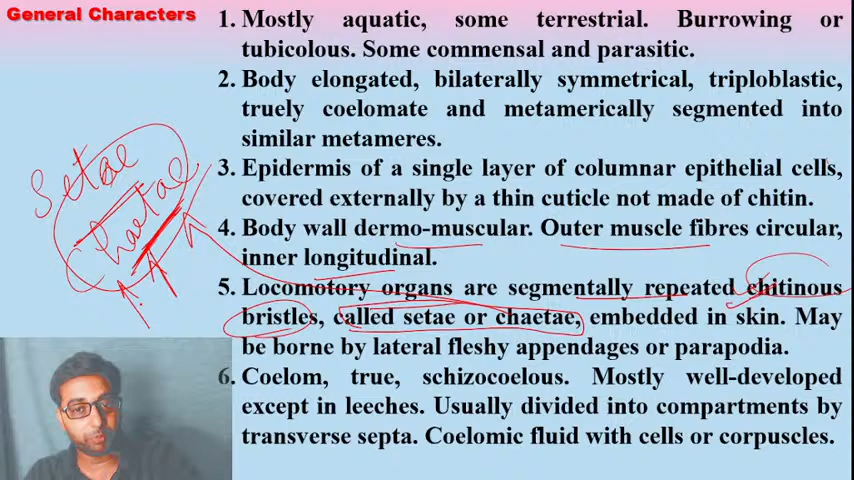 General Characters
1. Mostly aquatic, some terrestrial. Burrowing or
tubicolous. Some commensal and parasitic.
2. Body elongated, bilaterally symmetrical, triploblastic,
truely coelomate and metamerically segmented into
similar metameres.
3. Epidermis of a single layer of columnar epithelial cells,
covered externally by a thin cuticle not made of chitin.
4. Body wall dermo-muscular. Outer muscle fibres circular,
inner longitudinal.
5. Locomotory organs are segmentally repeated chitinous
bristles, called setae or chaetae, embedded in skin. May
be borne by lateral fleshy appendages or parapodia.
6. Coelom, true, schizocoelous. Mostly well-developed
except in leeches. Usually divided into compartments by
transverse septa. Coelomic fluid with cells or corpuscles.
Setae
Chaetae